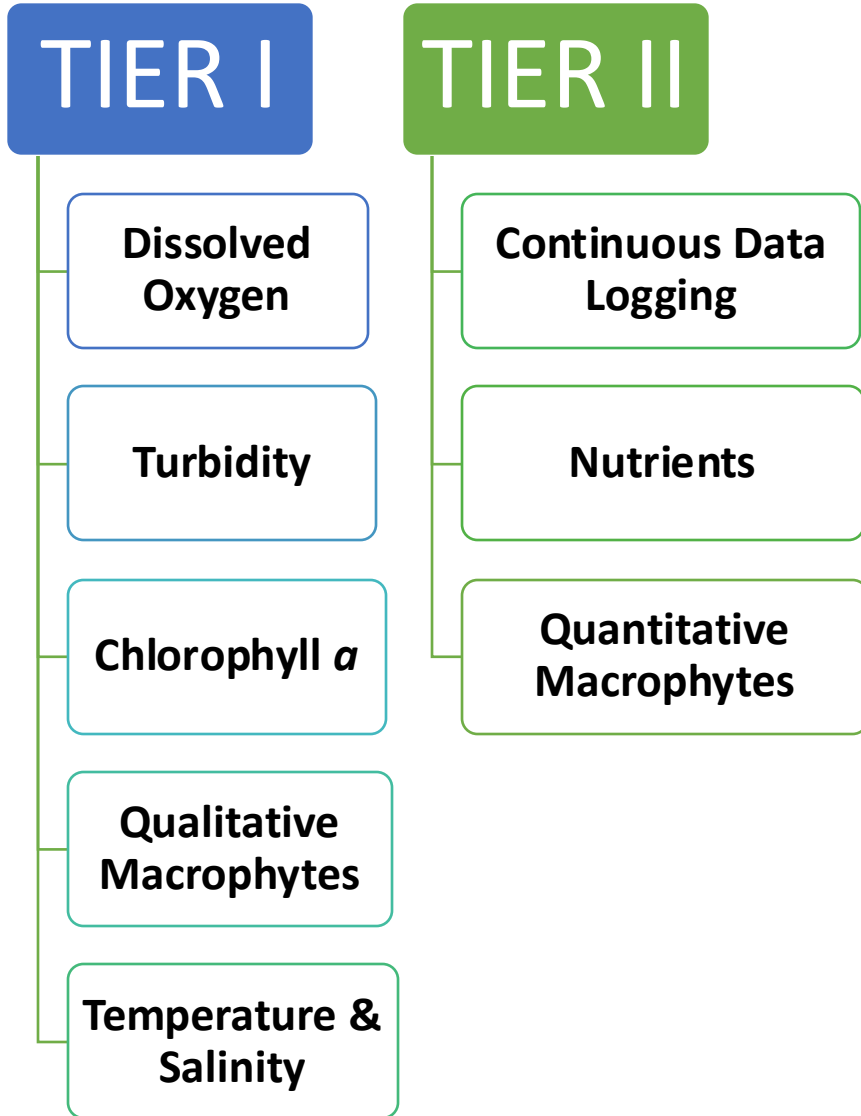 TIER I
Dissolved
Oxygen
Turbidity
Chlorophyll a
Qualitative
Macrophytes
Temperature &
Salinity
TIER II
Continuous Data
Logging
Nutrients
Quantitative
Macrophytes